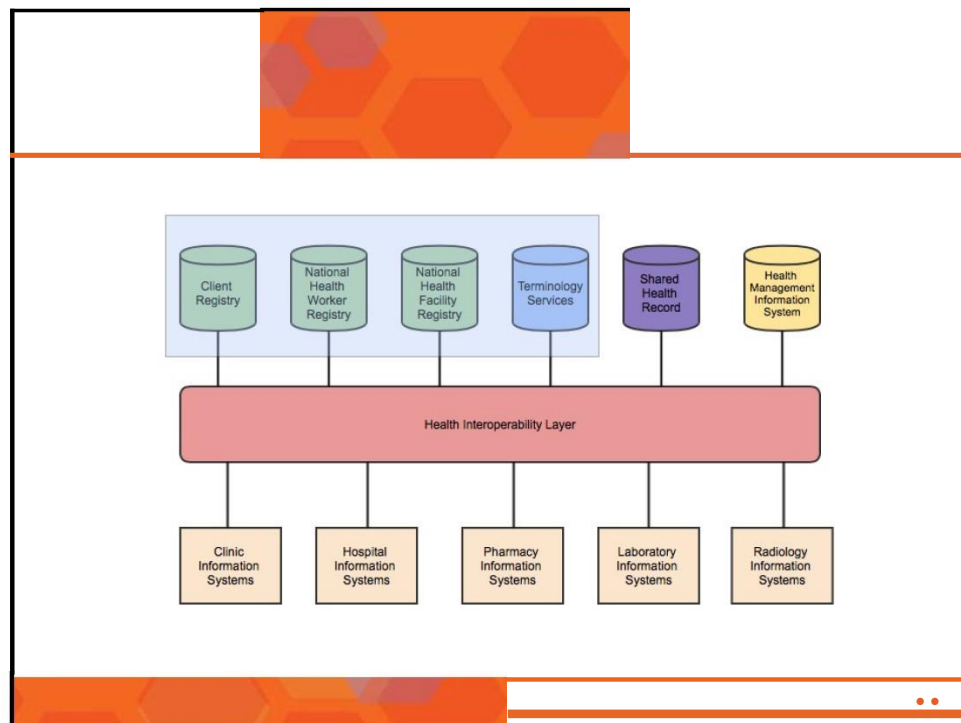 Client
Registry
National
Health
Worker
Registry
National
Health
Facility
Registry
Terminology
Services
Shared
Health
Record
Health
Management
Information
System
Health Interoperability Layer
Clinic
Information
Systems
Hospital
Information
Systems
Pharmacy
Information
Systems
Laboratory
Information
Systems
Radiology
Information
Systems